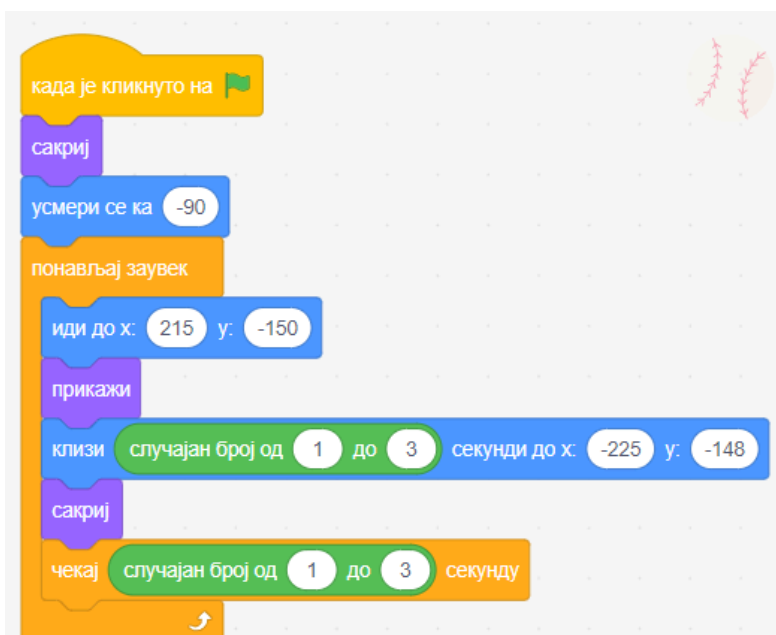 када је кликнуто на
сакриј
усмери се ка -90
понављај заувек
иди до x: 215 y: -150
прикажи
клизи случајан број од 1 до 3 секунди до x: -225 y: -148
сакриј
чекај случајан број од 1 до 3 секунду